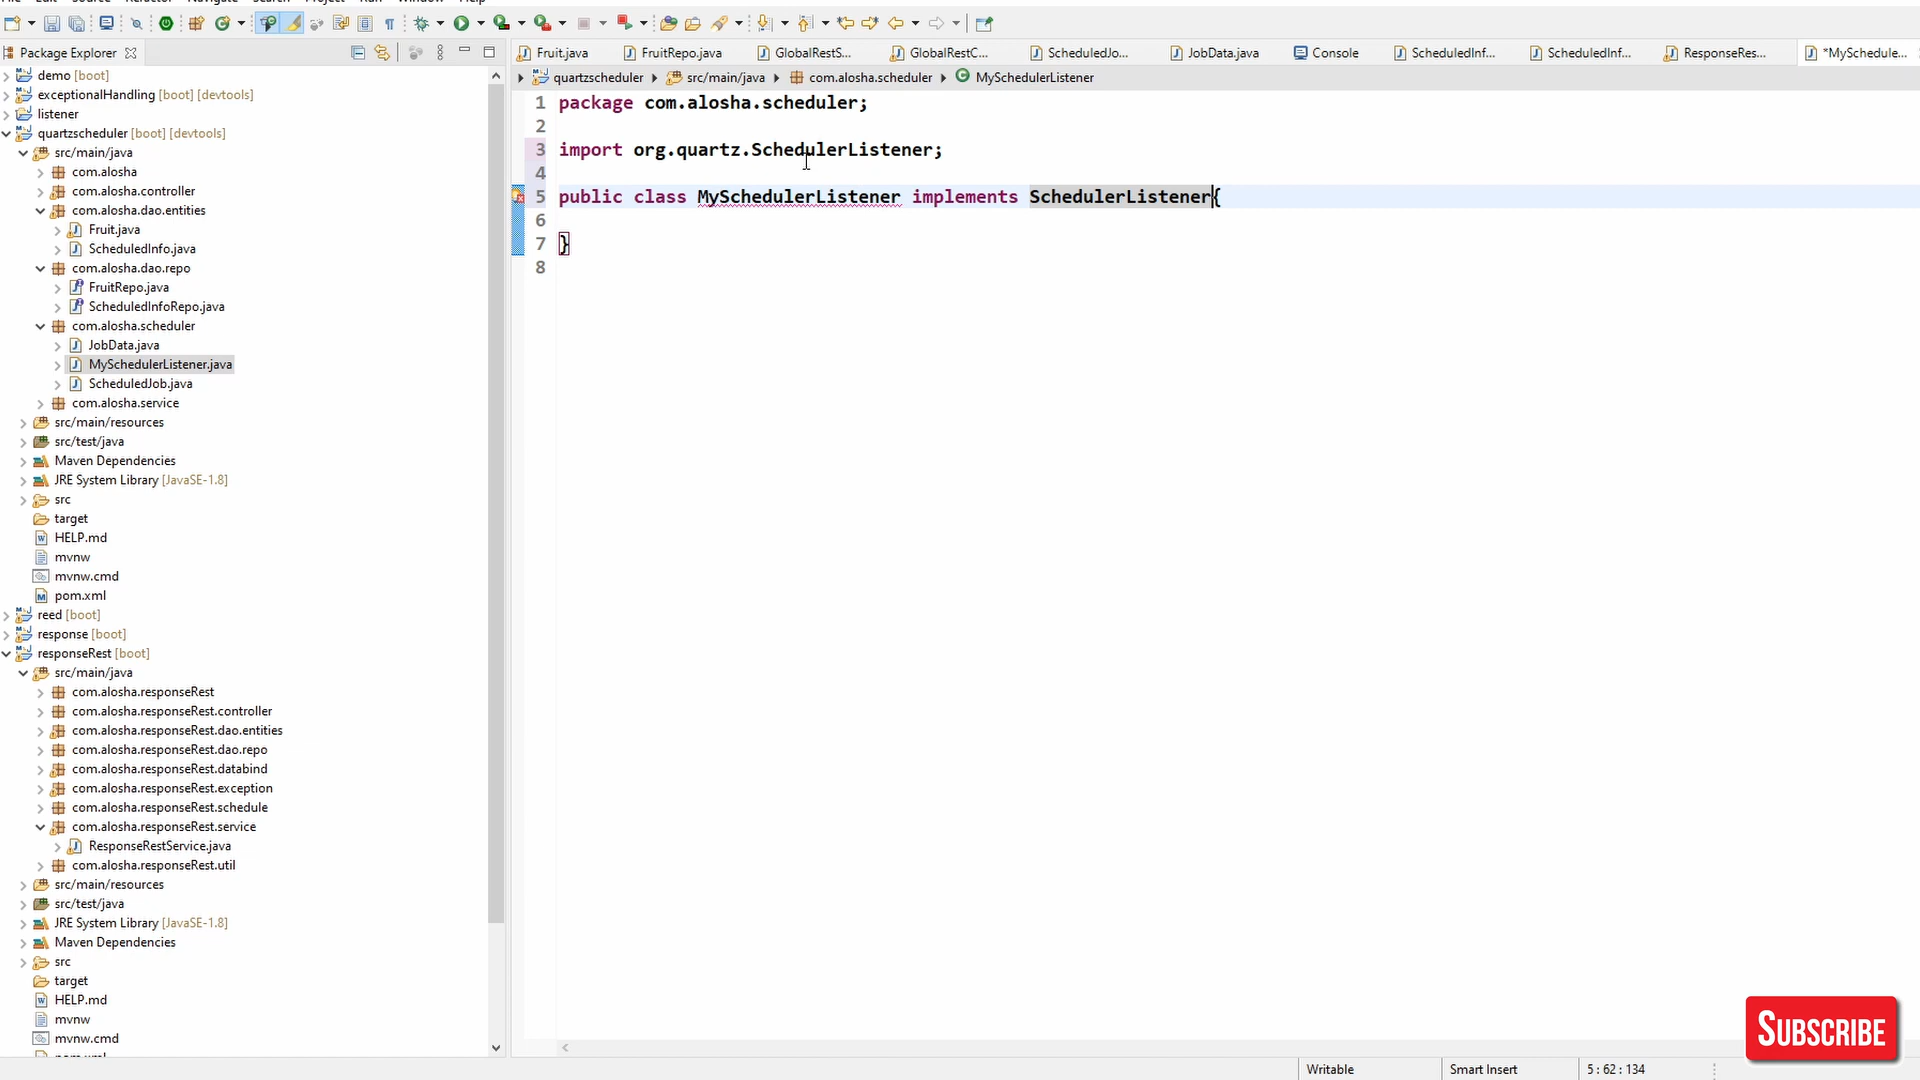 Package Explorer
demo [boot]
exceptionalHandling [boot] [devtools]
listener
quartzscheduler [boot] [devtools]
src/main/java
com.alosha
com.alosha.controller
com.alosha.dao.entities
Fruit.java
ScheduledInfo.java
com.alosha.dao.repo
FruitRepo.java
ScheduledInfoRepo.java
com.alosha.scheduler
JobData.java
MySchedulerListener.java
ScheduledJob.java
com.alosha.service
src/main/resources
src/test/java
Maven Dependencies
JRE System Library [JavaSE-1.8]
src
target
HELP.md
mvnw
mvnw.cmd
pom.xml
reed [boot]
response [boot]
responseRest [boot]
src/main/java
com.alosha.responseRest
com.alosha.responseRest.controller
com.alosha.responseRest.dao.entities
com.alosha.responseRest.dao.repo
com.alosha.responseRest.databind
com.alosha.responseRest.exception
com.alosha.responseRest.schedule
com.alosha.responseRest.service
ResponseRestService.java
com.alosha.responseRest.util
src/main/resources
src/test/java
JRE System Library [JavaSE-1.8]
Maven Dependencies
src
target
HELP.md
mvnw
mvnw.cmd
Fruit.java FruitRepo.java GlobalRestS... GlobalRestC... ScheduledJo... JobData.java Console ScheduledInf... ScheduledInf... ResponseRes... *MySchedule...
quartzscheduler src/main/java com.alosha.scheduler MySchedulerListener
1 package com.alosha.scheduler;
2
3 import org.quartz.SchedulerListener;
4
5 public class MySchedulerListener implements SchedulerListener{
6
7 }
8
SUBSCRIBE
Writable Smart Insert 5 : 62 : 134